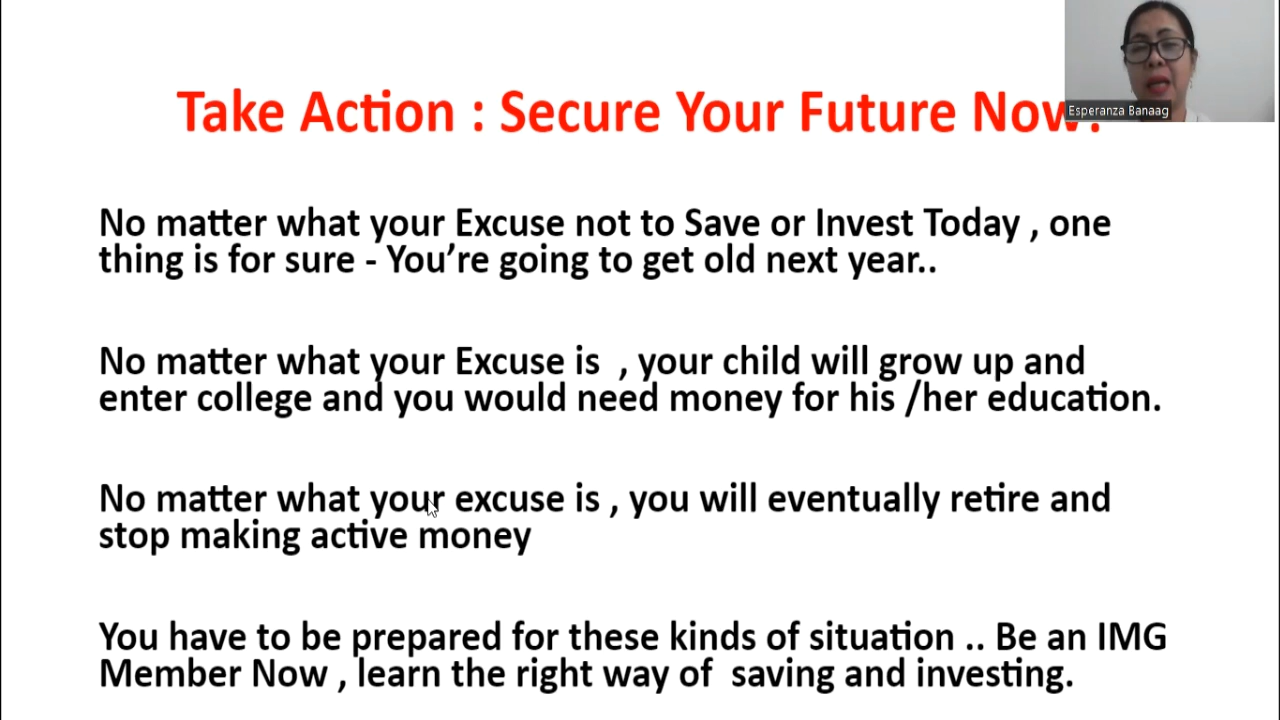 Take Action : Secure Your Future Now!
Esperanza Banaag
No matter what your Excuse not to Save or Invest Today , one
thing is for sure - You’re going to get old next year..
No matter what your Excuse is , your child will grow up and
enter college and you would need money for his /her education.
No matter what your excuse is , you will eventually retire and
stop making active money
You have to be prepared for these kinds of situation .. Be an IMG
Member Now , learn the right way of saving and investing.